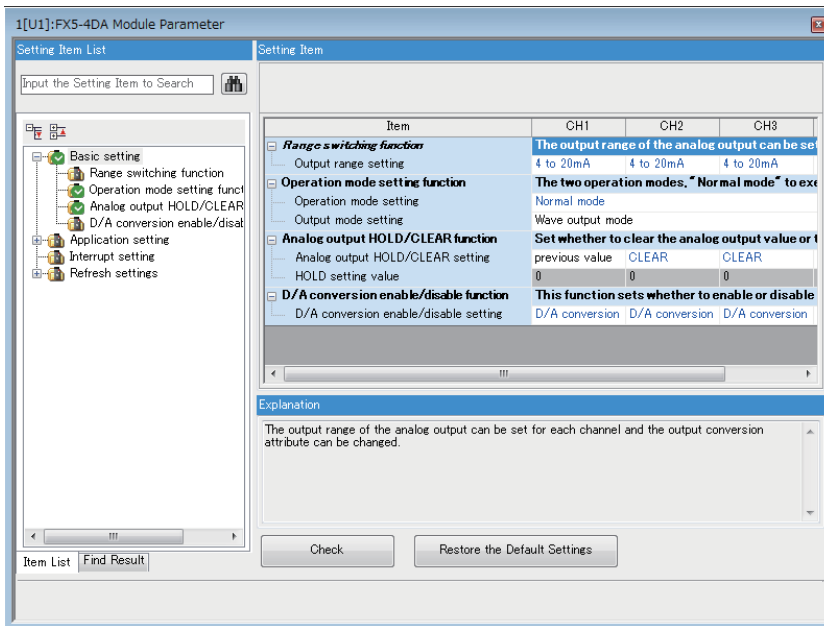 1[U1]:FX5-4DA Module Parameter
Setting Item List
Input the Setting Item to Search
Basic setting
Range switching function
Operation mode setting funct
Analog output HOLD/CLEAR
D/A conversion enable/disab
Application setting
Interrupt setting
Refresh settings
Item List
Find Result
Setting Item
Item CH1 CH2 CH3
Range switching function The output range of the analog output can be set
Output range setting 4 to 20mA 4 to 20mA 4 to 20mA
Operation mode setting function The two operation modes, "Normal mode" to exe
Operation mode setting Normal mode
Output mode setting Wave output mode
Analog output HOLD/CLEAR function Set whether to clear the analog output value or t
Analog output HOLD/CLEAR setting previous value CLEAR CLEAR
HOLD setting value 0 0 0
D/A conversion enable/disable function This function sets whether to enable or disable
D/A conversion enable/disable setting D/A conversion D/A conversion D/A conversion
Explanation
The output range of the analog output can be set for each channel and the output conversion
attribute can be changed.
Check
Restore the Default Settings